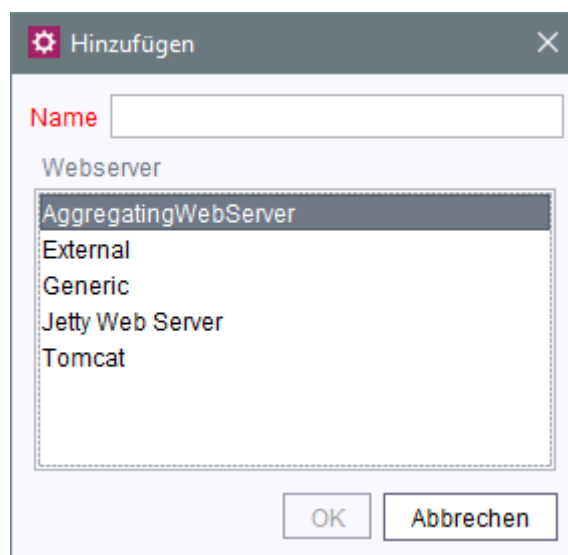 Hinzufügen
Name
Webserver
AggregatingWebServer
External
Generic
Jetty Web Server
Tomcat
OK Abbrechen